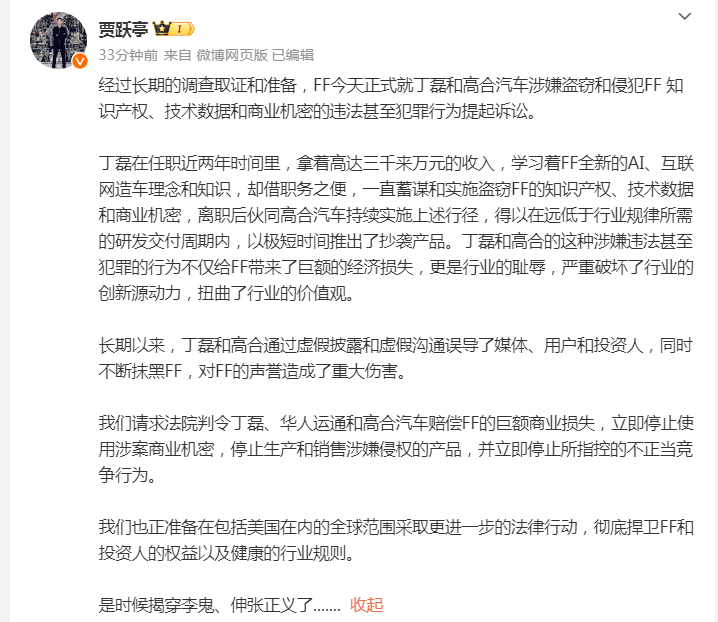 贾跃亭
33分钟前 来自 微博网页版 已编辑
经过长期的调查取证和准备，FF今天正式就丁磊和高合汽车涉嫌盗窃和侵犯FF 知
识产权、技术数据和商业机密的违法甚至犯罪行为提起诉讼。
丁磊在任职近两年时间里，拿着高达三千来万元的收入，学习着FF全新的AI、互联
网造车理念和知识，却借职务之便，一直蓄谋和实施盗窃FF的知识产权、技术数据
和商业机密，离职后伙同高合汽车持续实施上述行径，得以在远低于行业规律所需
的研发交付周期内，以极短时间推出了抄袭产品。丁磊和高合的这种涉嫌违法甚至
犯罪的行为不仅给FF带来了巨额的经济损失，更是行业的耻辱，严重破坏了行业的
创新源动力，扭曲了行业的价值观。
长期以来，丁磊和高合通过虚假披露和虚假沟通误导了媒体、用户和投资人，同时
不断抹黑FF，对FF的声誉造成了重大伤害。
我们请求法院判令丁磊、华人运通和高合汽车赔偿FF的巨额商业损失，立即停止使
用涉案商业机密，停止生产和销售涉嫌侵权的产品，并立即停止所指控的不正当竞
争行为。
我们也正准备在包括美国在内的全球范围采取更进一步的法律行动，彻底捍卫FF和
投资人的权益以及健康的行业规则。
是时候揭穿李鬼、伸张正义了....... 收起